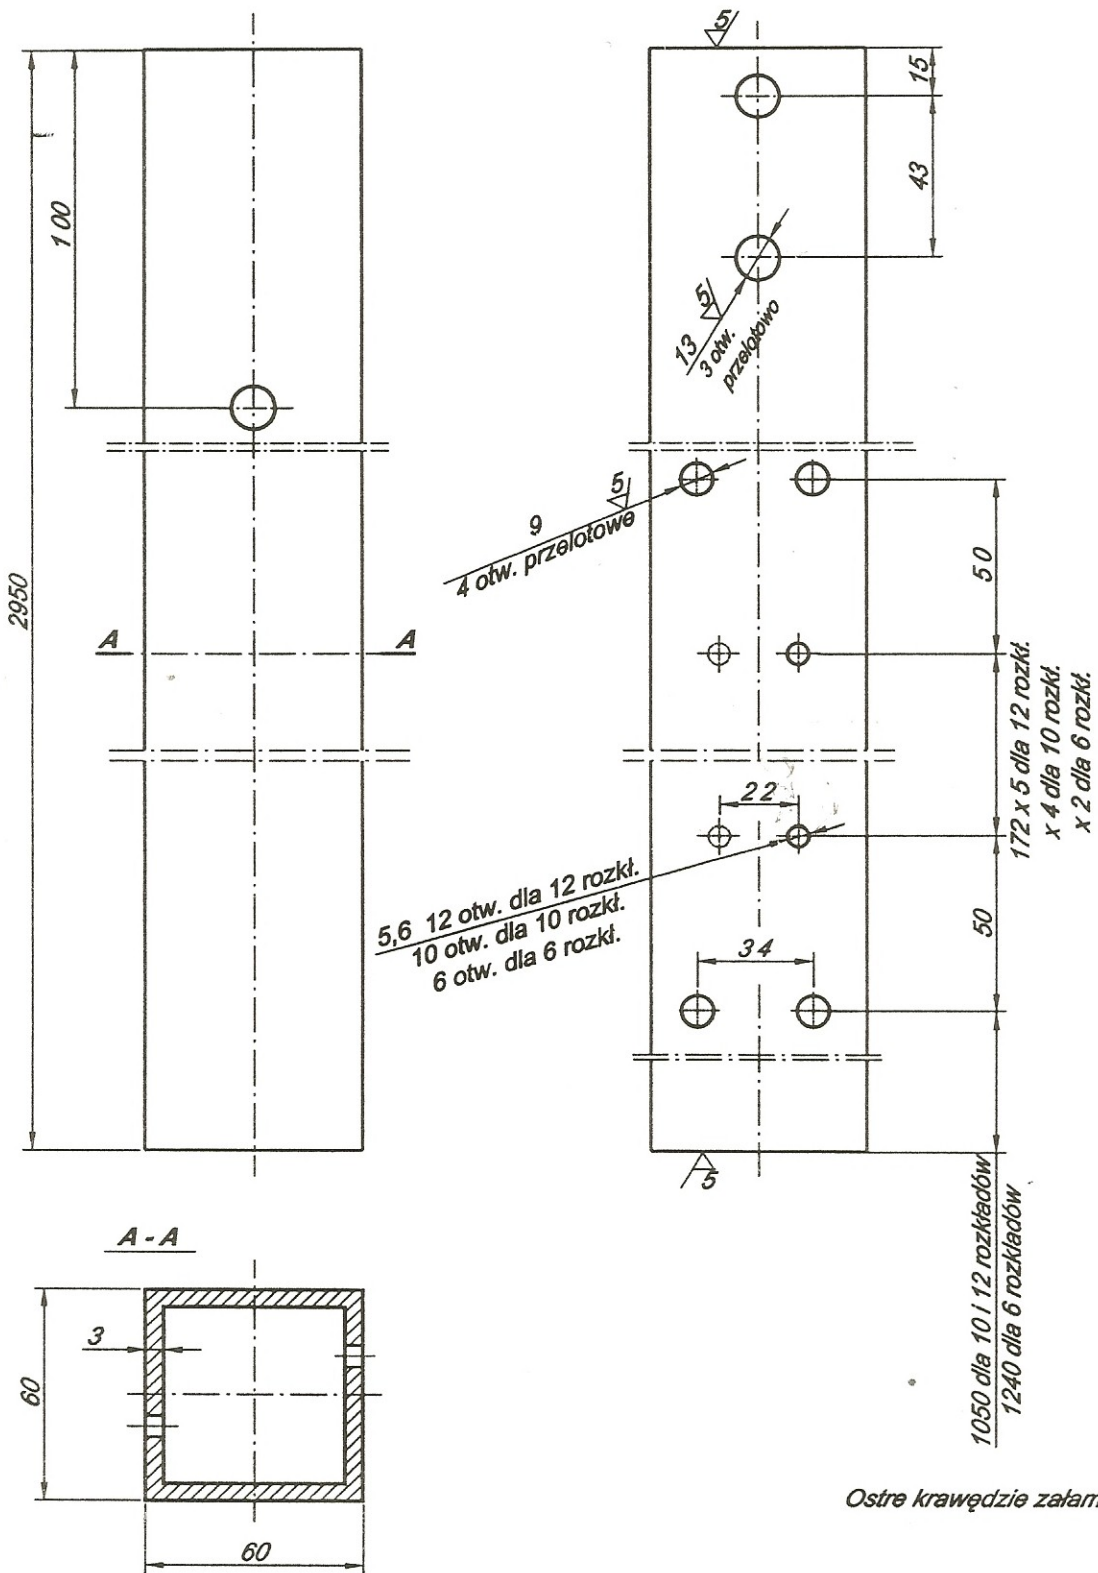 5
15
100
43
5
13
3 otw.
przelotowo
5
9
4 otw. przelotowe
50
2950
A A
172 x 5 dla 12 rozkł.
x 4 dla 10 rozkł.
x 2 dla 6 rozkł.
22
5,6 12 otw. dla 12 rozkł.
10 otw. dla 10 rozkł.
6 otw. dla 6 rozkł.
50
34
5
A - A
1050 dla 10 i 12 rozkładów
1240 dla 6 rozkładów
3
60
60
Ostre krawędzie załam